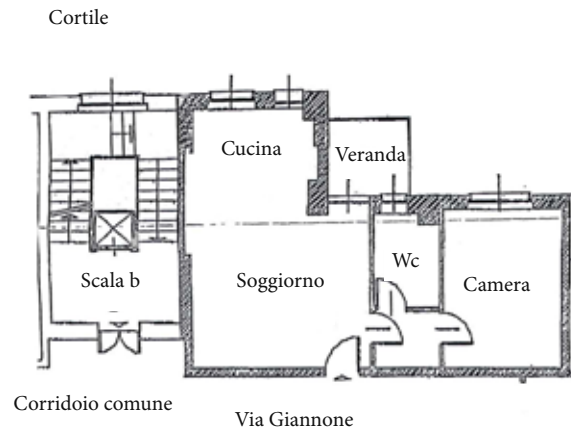 Cortile
Cucina
Veranda
Scala b
Soggiorno
Wc
Camera
Corridoio comune
Via Giannone